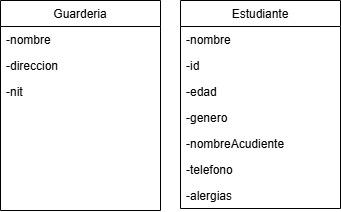 Guarderia
-nombre
-direccion
-nit
Estudiante
-nombre
-id
-edad
-genero
-nombreAcudiente
-telefono
-alergias